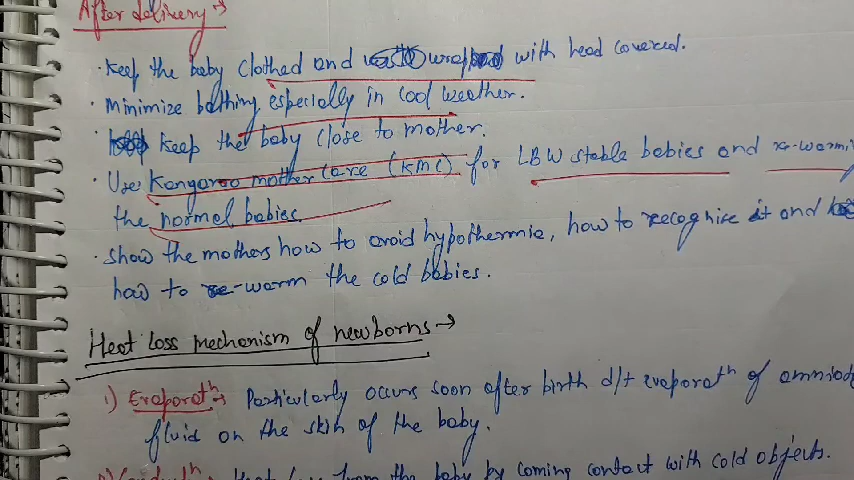 After delivery →
• Keep the baby clothed and wrapped with head covered.
• Minimize bathing, especially in cool weather.
keep the baby close to mother.
• Use Kangaroo mother care (KMC) for LBW stable babies and re-warmi
the normal babies.
• Show the mothers how to avoid hypothermia, how to recognize it and
how to re-warm the cold babies.
Heat Loss mechanism of newborns →
1) Evaporatn → Particularly occurs soon after birth d/t evaporatn of amnioti
fluid on the skin of the baby.
Heat loss from the baby by coming contact with cold objects.